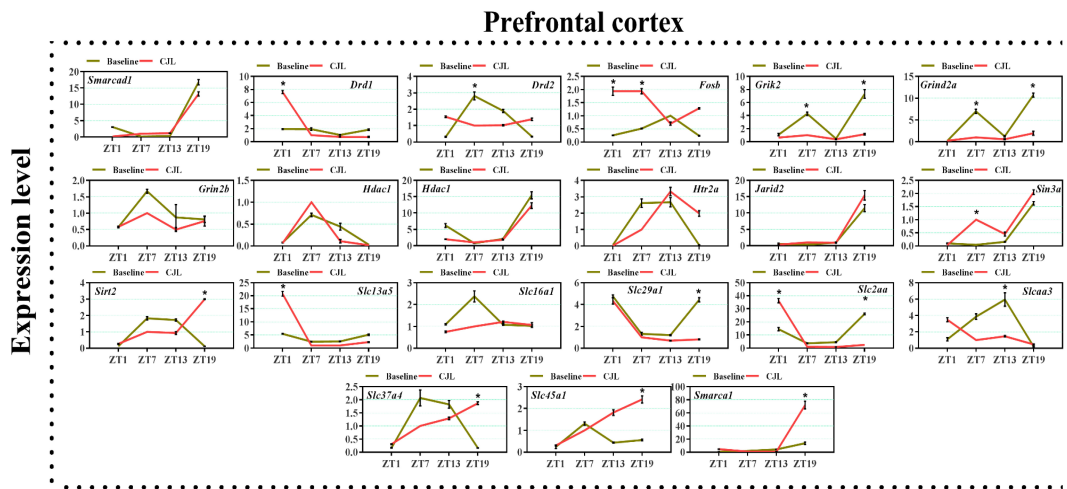 Prefrontal cortex
Expression level
Baseline CJL
Smarcad1
20
15
10
5
0
ZT1 ZT7 ZT13 ZT19
Baseline CJL
Drd1
*
10
8
6
4
2
0
ZT1 ZT7 ZT13 ZT19
Baseline CJL
Drd2
*
4
3
2
1
0
ZT1 ZT7 ZT13 ZT19
Baseline CJL
Fosb
* *
2.5
2.0
1.5
1.0
0.5
0.0
ZT1 ZT7 ZT13 ZT19
Baseline CJL
Grik2
* *
10
8
6
4
2
0
ZT1 ZT7 ZT13 ZT19
Baseline CJL
Grind2a
* *
15
10
5
0
ZT1 ZT7 ZT13 ZT19
Baseline CJL
Grin2b
2.0
1.5
1.0
0.5
0.0
ZT1 ZT7 ZT13 ZT19
Baseline CJL
Hdac1
1.5
1.0
0.5
0.0
ZT1 ZT7 ZT13 ZT19
Baseline CJL
Hdac1
20
15
10
5
0
ZT1 ZT7 ZT13 ZT19
Baseline CJL
Htr2a
4
3
2
1
0
ZT1 ZT7 ZT13 ZT19
Baseline CJL
Jarid2
20
15
10
5
0
ZT1 ZT7 ZT13 ZT19
Baseline CJL
Sin3a
*
2.5
2.0
1.5
1.0
0.5
0.0
ZT1 ZT7 ZT13 ZT19
Baseline CJL
Sirt2
*
4
3
2
1
0
ZT1 ZT7 ZT13 ZT19
Baseline CJL
Slc13a5
*
25
20
15
10
5
0
ZT1 ZT7 ZT13 ZT19
Baseline CJL
Slc16a1
3
2
1
0
ZT1 ZT7 ZT13 ZT19
Baseline CJL
Slc29a1
*
6
4
2
0
ZT1 ZT7 ZT13 ZT19
Baseline CJL
Slc2aa
* *
50
40
30
20
10
0
ZT1 ZT7 ZT13 ZT19
Baseline CJL
Slcaa3
*
8
6
4
2
0
ZT1 ZT7 ZT13 ZT19
Baseline CJL
Slc37a4
*
2.5
2.0
1.5
1.0
0.5
0.0
ZT1 ZT7 ZT13 ZT19
Baseline CJL
Slc45a1
*
3
2
1
0
ZT1 ZT7 ZT13 ZT19
Baseline CJL
Smarca1
*
100
80
60
40
20
0
ZT1 ZT7 ZT13 ZT19